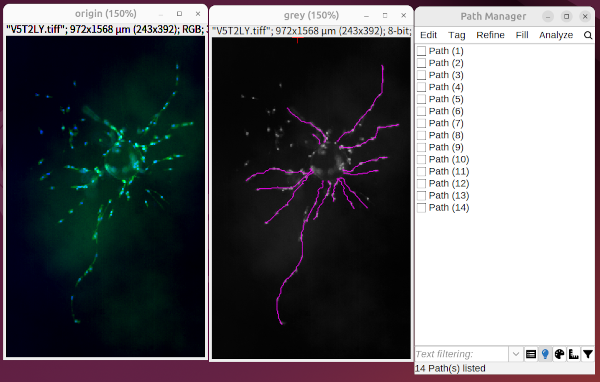 origin (150%)
"V5T2LY.tiff"; 972x1568 µm (243x392); RGB;
grey (150%)
"V5T2LY.tiff"; 972x1568 µm (243x392); 8-bit;
Path Manager
Edit Tag Refine Fill Analyze
Path (1)
Path (2)
Path (3)
Path (4)
Path (5)
Path (6)
Path (7)
Path (8)
Path (9)
Path (10)
Path (11)
Path (12)
Path (13)
Path (14)
Text filtering:
14 Path(s) listed